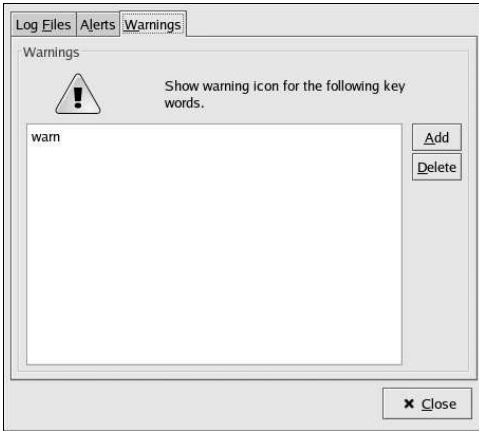 Log Files Alerts Warnings
Warnings
Show warning icon for the following key
words.
warn
Add
Delete
Close